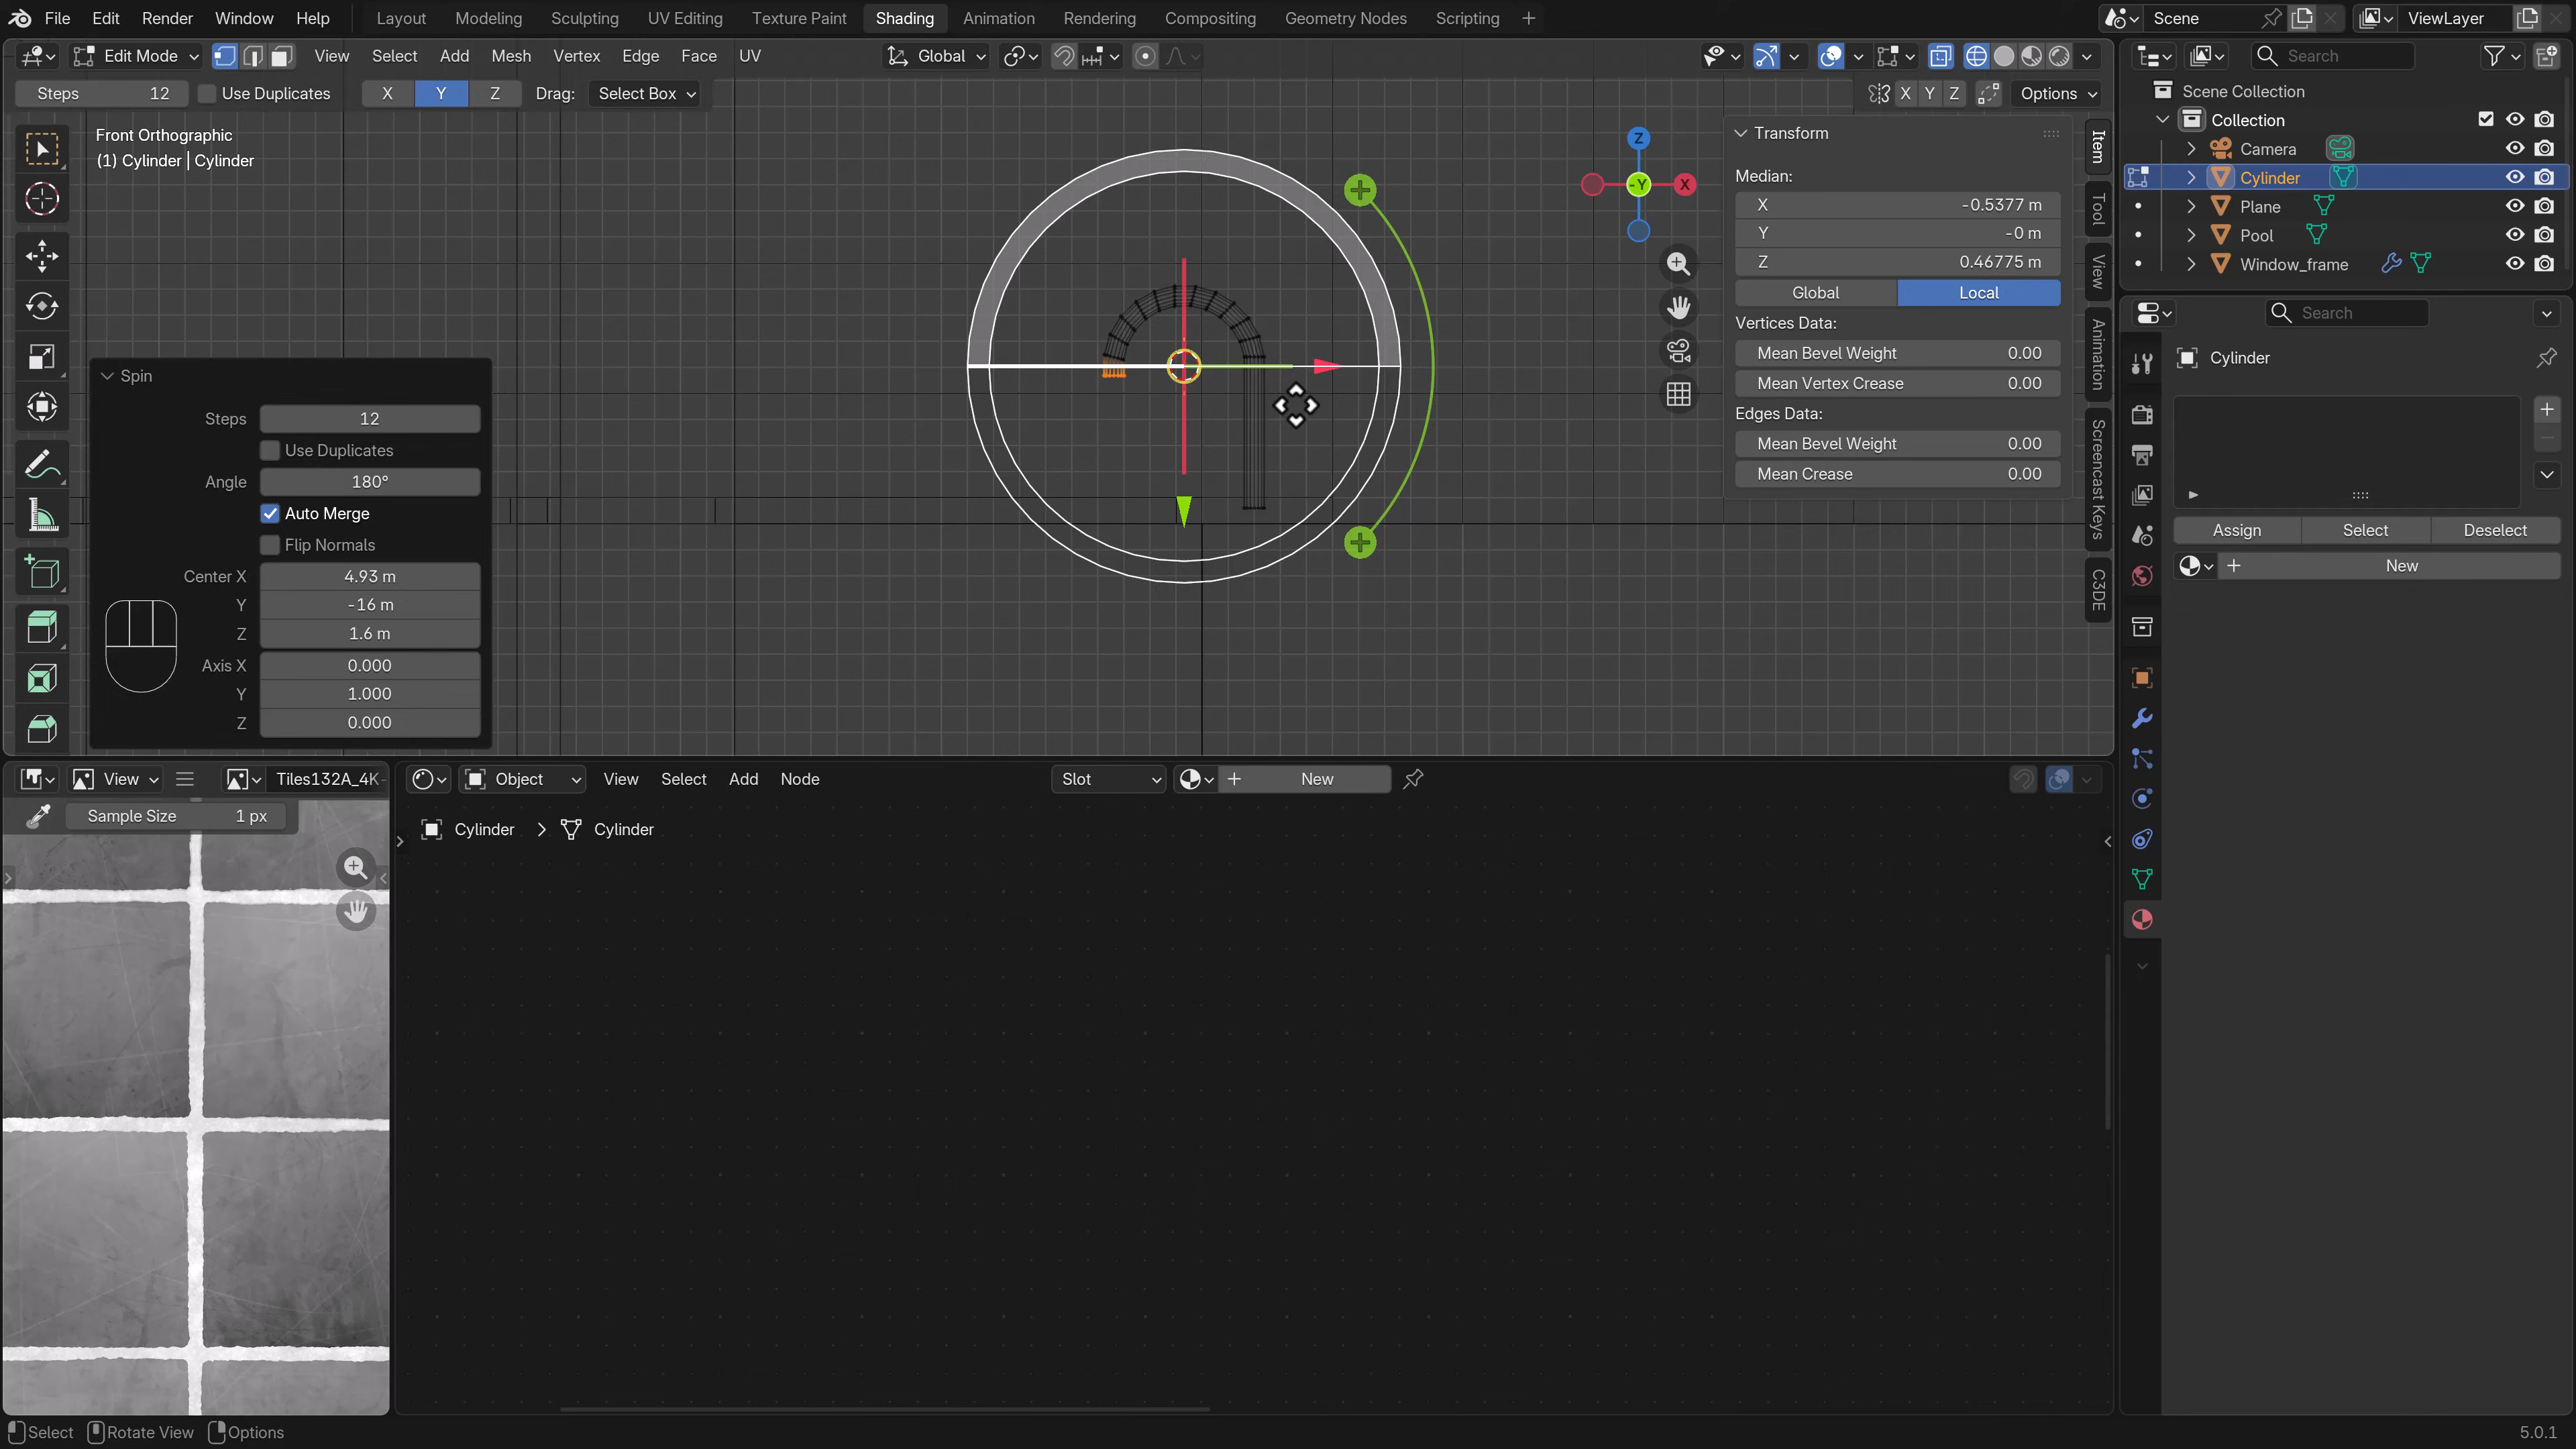 File Edit Render Window Help Layout Modeling Sculpting UV Editing Texture Paint Shading Animation Rendering Compositing Geometry Nodes Scripting Scene ViewLayer
Edit Mode View Select Add Mesh Vertex Edge Face UV Global
Steps 12 Use Duplicates X Y Z Drag: Select Box X Y Z Options
Front Orthographic
(1) Cylinder | Cylinder
Z
-Y
X
Spin
Steps 12
Use Duplicates
Angle 180°
Auto Merge
Flip Normals
Center X 4.93 m
Y -16 m
Z 1.6 m
Axis X 0.000
Y 1.000
Z 0.000
Transform
Median:
X -0.5377 m
Y -0 m
Z 0.46775 m
Global Local
Vertices Data:
Mean Bevel Weight 0.00
Mean Vertex Crease 0.00
Edges Data:
Mean Bevel Weight 0.00
Mean Crease 0.00
Item
Tool
View
Animation
Screencast Keys
C3DE
Search
Scene Collection
Collection
Camera
Cylinder
Plane
Pool
Window_frame
Search
Cylinder
Assign Select Deselect
New
View Tiles132A_4K-
Sample Size 1 px
Object View Select Add Node Slot New
Cylinder Cylinder
Select Rotate View Options 5.0.1